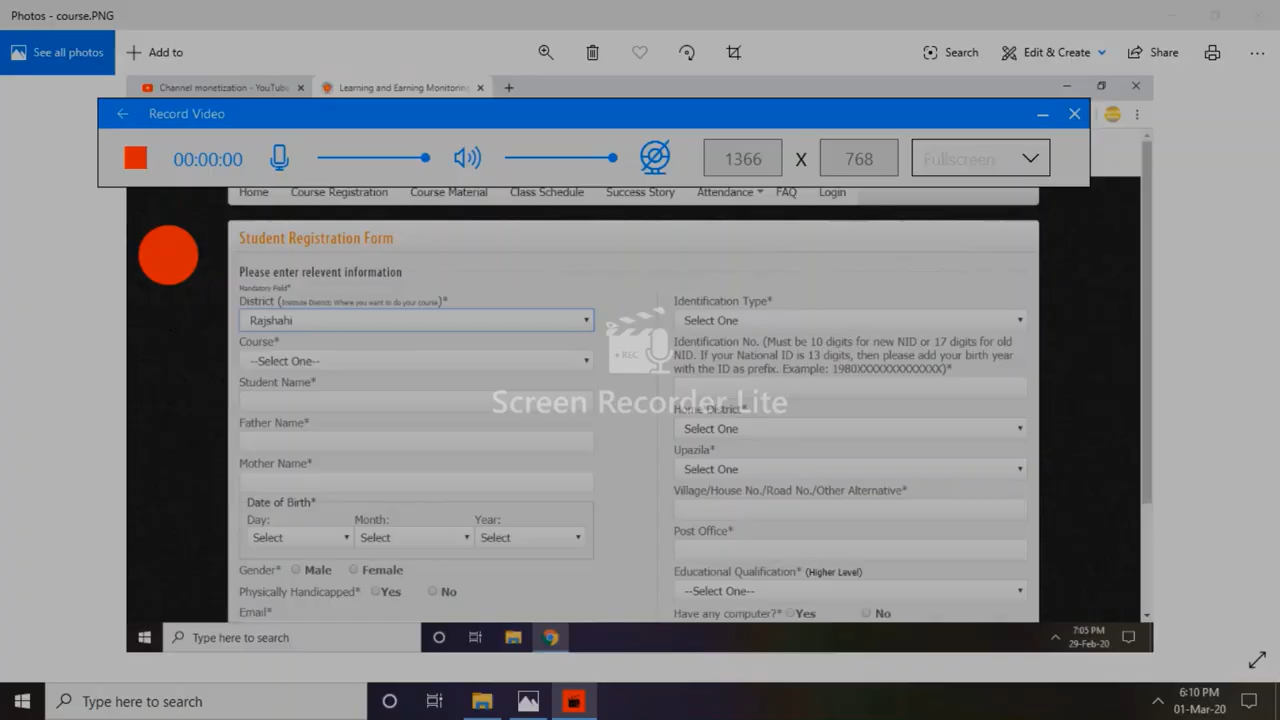 Photos - course.PNG
See all photos
Add to
Search
Edit & Create
Share
Channel monetization - YouTube
Learning and Earning Monitoring
Record Video
00:00:00
1366
X
768
Fullscreen
Home
Course Registration
Course Material
Class Schedule
Success Story
Attendance
FAQ
Login
Student Registration Form
Please enter relevant information
Mandatory Field*
District (Institute District: Where you want to do your course)*
Rajshahi
Course*
--Select One--
Student Name*
Father Name*
Mother Name*
Date of Birth*
Day:
Month:
Year:
Select
Select
Select
Gender*
Male
Female
Physically Handicapped*
Yes
No
Email*
Identification Type*
Select One
Identification No. (Must be 10 digits for new NID or 17 digits for old
NID. If your National ID is 13 digits, then please add your birth year
with the ID as prefix. Example: 1980XXXXXXXXXXXXX)*
Home District*
Select One
Upazila*
Select One
Village/House No./Road No./Other Alternative*
Post Office*
Educational Qualification* (Higher Level)
--Select One--
Have any computer?*
Yes
No
REC
Screen Recorder Lite
Type here to search
7:05 PM
29-Feb-20
Type here to search
6:10 PM
01-Mar-20